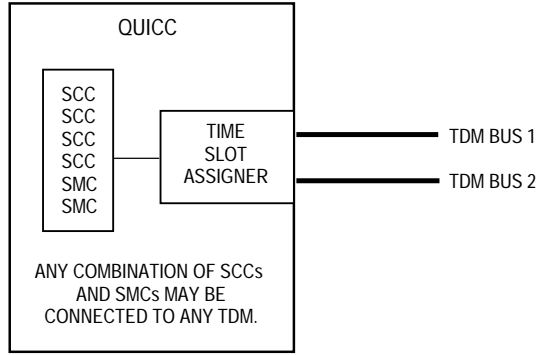 QUICC
SCC
SCC
SCC
SCC
SMC
SMC
TIME
SLOT
ASSIGNER
TDM BUS 1
TDM BUS 2
ANY COMBINATION OF SCCs
AND SMCs MAY BE
CONNECTED TO ANY TDM.